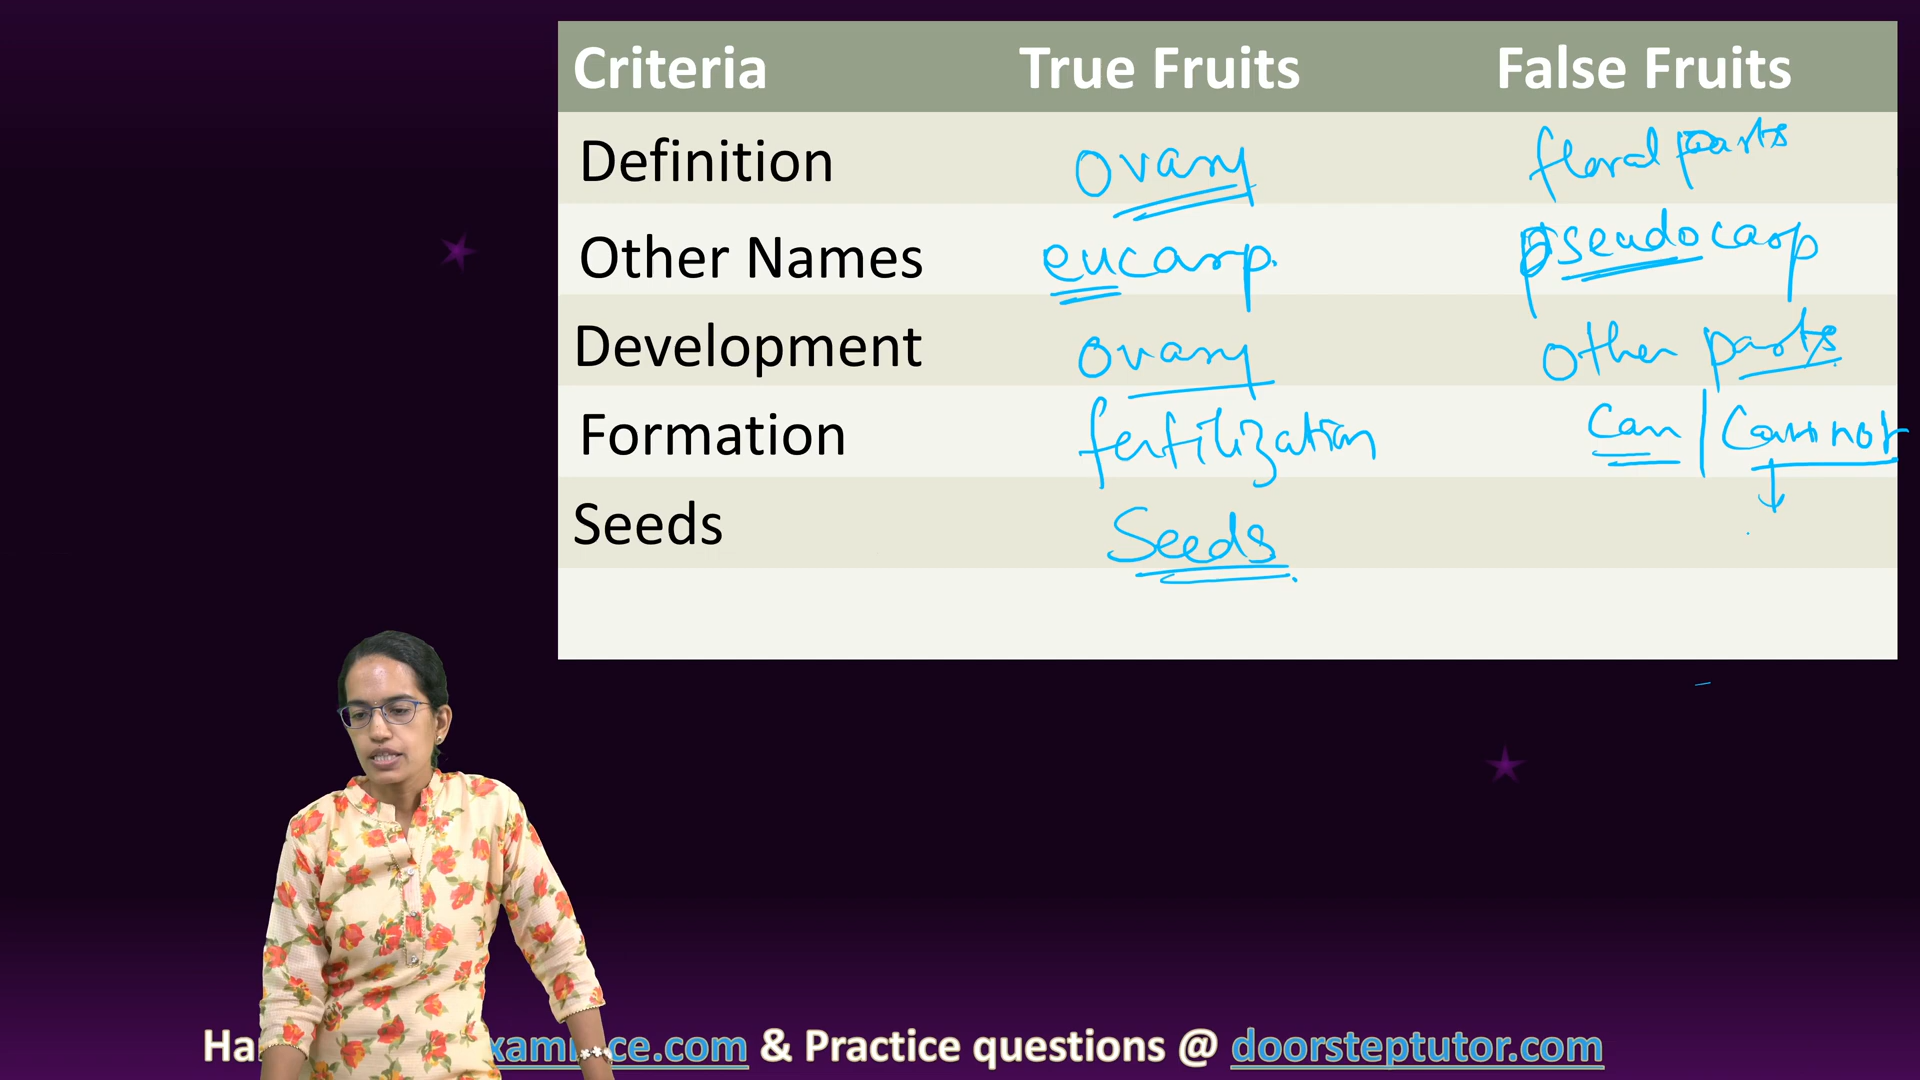 Criteria True Fruits False Fruits
Definition ovary floral parts
Other Names eucarp. pseudocarp
Development ovary other parts
Formation fertilization can / cannot
Seeds Seeds
Ha xam ce.com & Practice questions @ doorsteptutor.com